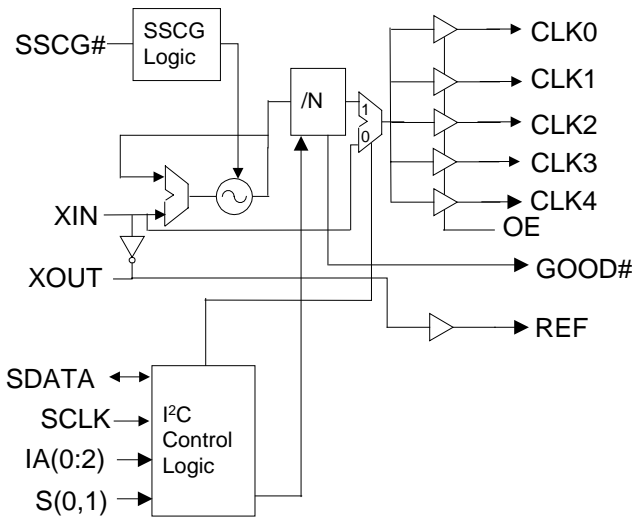 SSCG#
SSCG
Logic
/N
1
0
CLK0
CLK1
CLK2
CLK3
CLK4
OE
XIN
XOUT
GOOD#
REF
SDATA
SCLK
IA(0:2)
S(0,1)
I²C
Control
Logic